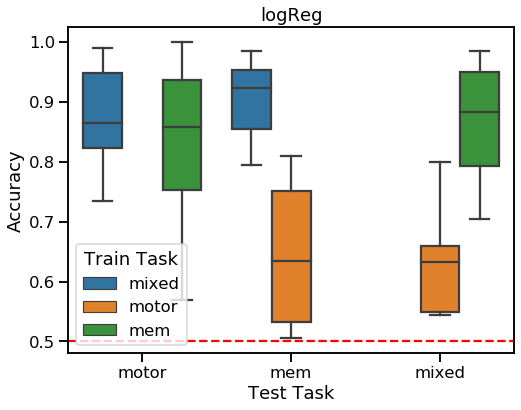 logReg
Accuracy
1.0
0.9
0.8
0.7
0.6
0.5
Train Task
mixed
motor
mem
motor mem mixed
Test Task